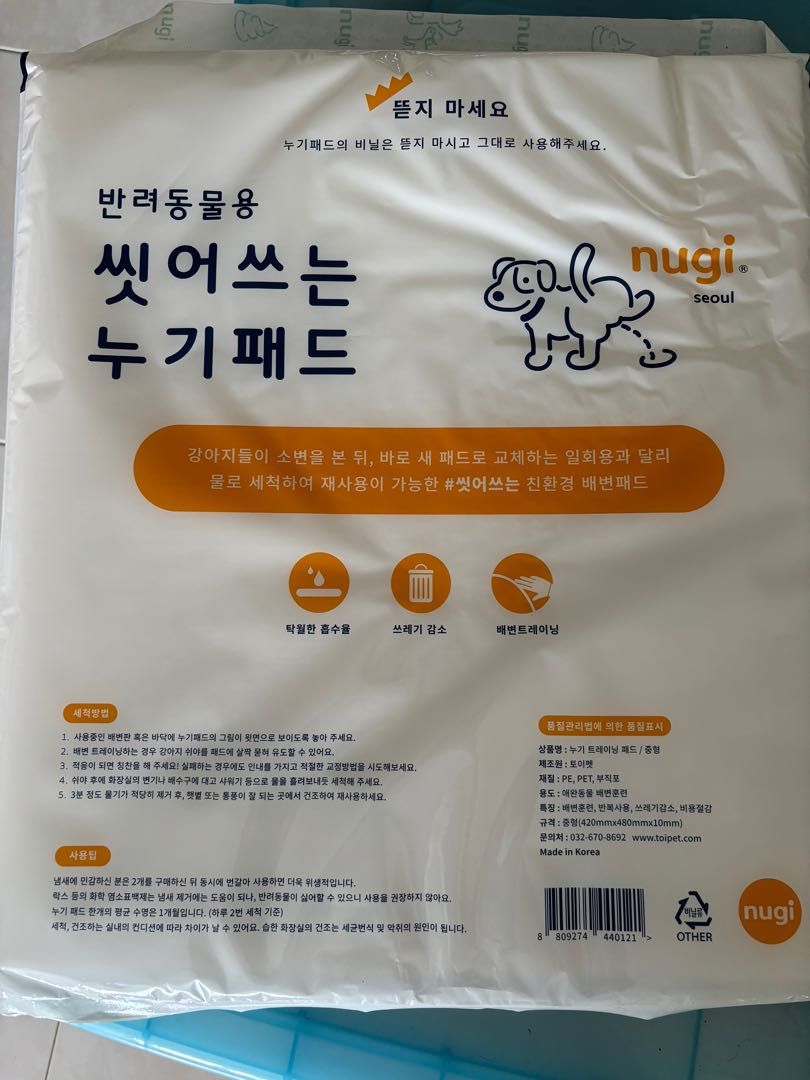 nugi
nugi
nu
뜯지 마세요
누기패드의 비닐은 뜯지 마시고 그대로 사용해주세요.
반려동물용
씻어쓰는
누기패드
nugi®
seoul
강아지들이 소변을 본 뒤, 바로 새 패드로 교체하는 일회용과 달리
물로 세척하여 재사용이 가능한 #씻어쓰는 친환경 배변패드
탁월한 흡수율
쓰레기 감소
배변트레이닝
세척방법
1. 사용중인 배변판 혹은 바닥에 누기패드의 그림이 윗면으로 보이도록 놓아 주세요.
2. 배변 트레이닝하는 경우 강아지 쉬야를 패드에 살짝 묻혀 유도할 수 있어요.
3. 적응이 되면 칭찬을 해 주세요! 실패하는 경우에도 인내를 가지고 적절한 교정방법을 시도해보세요.
4. 쉬야 후에 화장실의 변기나 배수구에 대고 샤워기 등으로 물을 흘려보내듯 세척해 주세요.
5. 3분 정도 물기가 적당히 제거 후, 햇볕 또는 통풍이 잘 되는 곳에서 건조하여 재사용하세요.
사용팁
냄새에 민감하신 분은 2개를 구매하신 뒤 동시에 번갈아 사용하면 더욱 위생적입니다.
락스 등의 화학 염소표백제는 냄새 제거에는 도움이 되나, 반려동물이 싫어할 수 있으니 사용을 권장하지 않아요.
누기 패드 한개의 평균 수명은 1개월입니다. (하루 2번 세척 기준)
세척, 건조하는 실내의 컨디션에 따라 차이가 날 수 있어요. 습한 화장실의 건조는 세균번식 및 악취의 원인이 됩니다.
품질관리법에 의한 품질표시
상품명 : 누기 트레이닝 패드 / 중형
제조원 : 토이펫
재질 : PE, PET, 부직포
용도 : 애완동물 배변훈련
특징 : 배변훈련, 반복사용, 쓰레기감소, 비용절감
규격 : 중형(420mmx480mmx10mm)
문의처 : 032-670-8692 www.toipet.com
Made in Korea
8 809274 440121 >
비닐류
OTHER
nugi